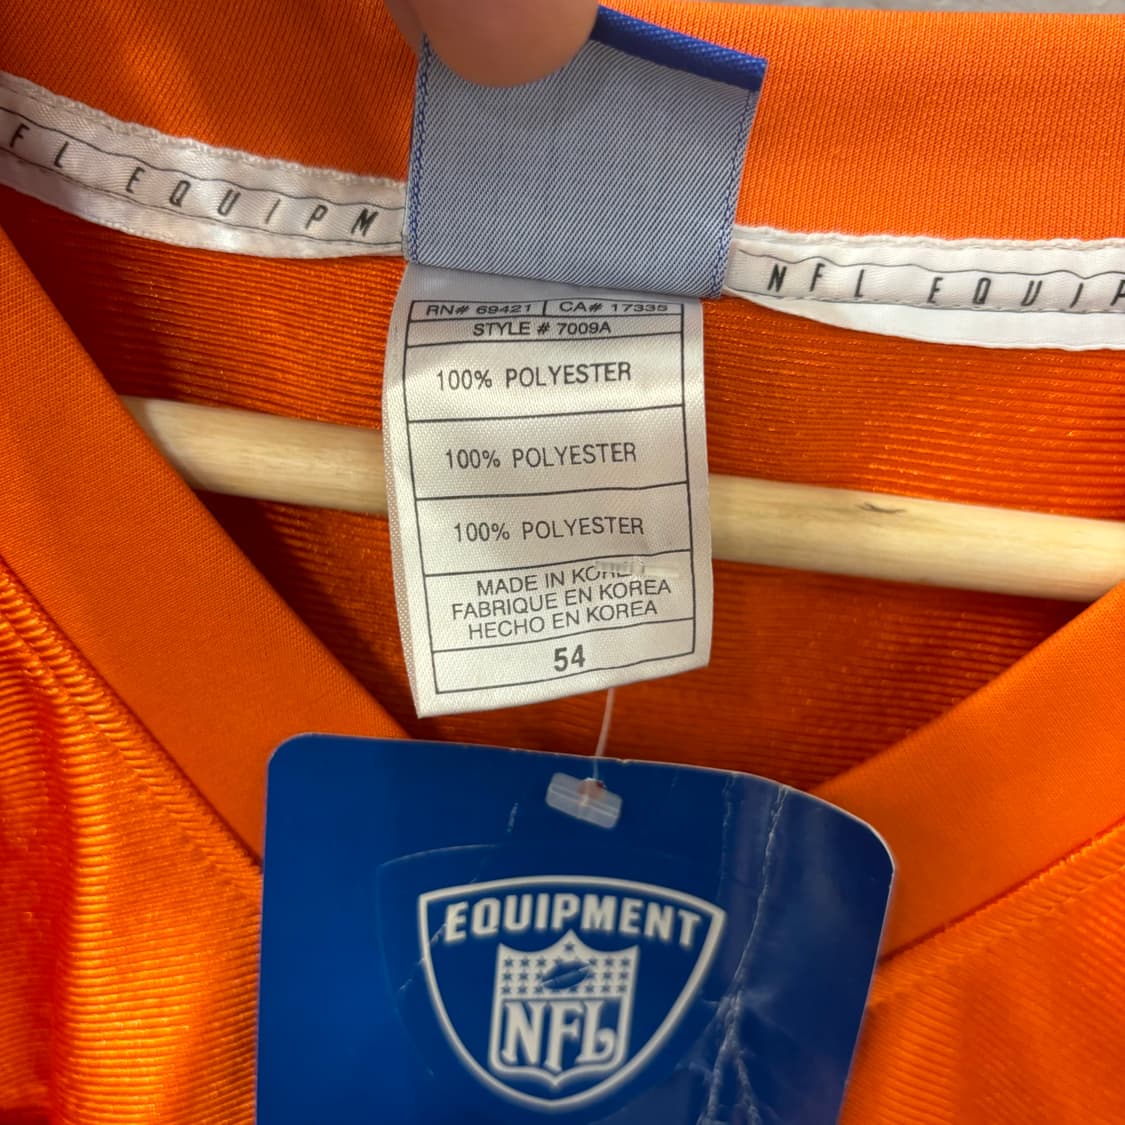 FL EQUIPM
NFL EQUIP
RN# 69421 CA# 17335
STYLE # 7009A
100% POLYESTER
100% POLYESTER
100% POLYESTER
MADE IN KOREA
FABRIQUE EN KOREA
HECHO EN KOREA
54
EQUIPMENT
NFL